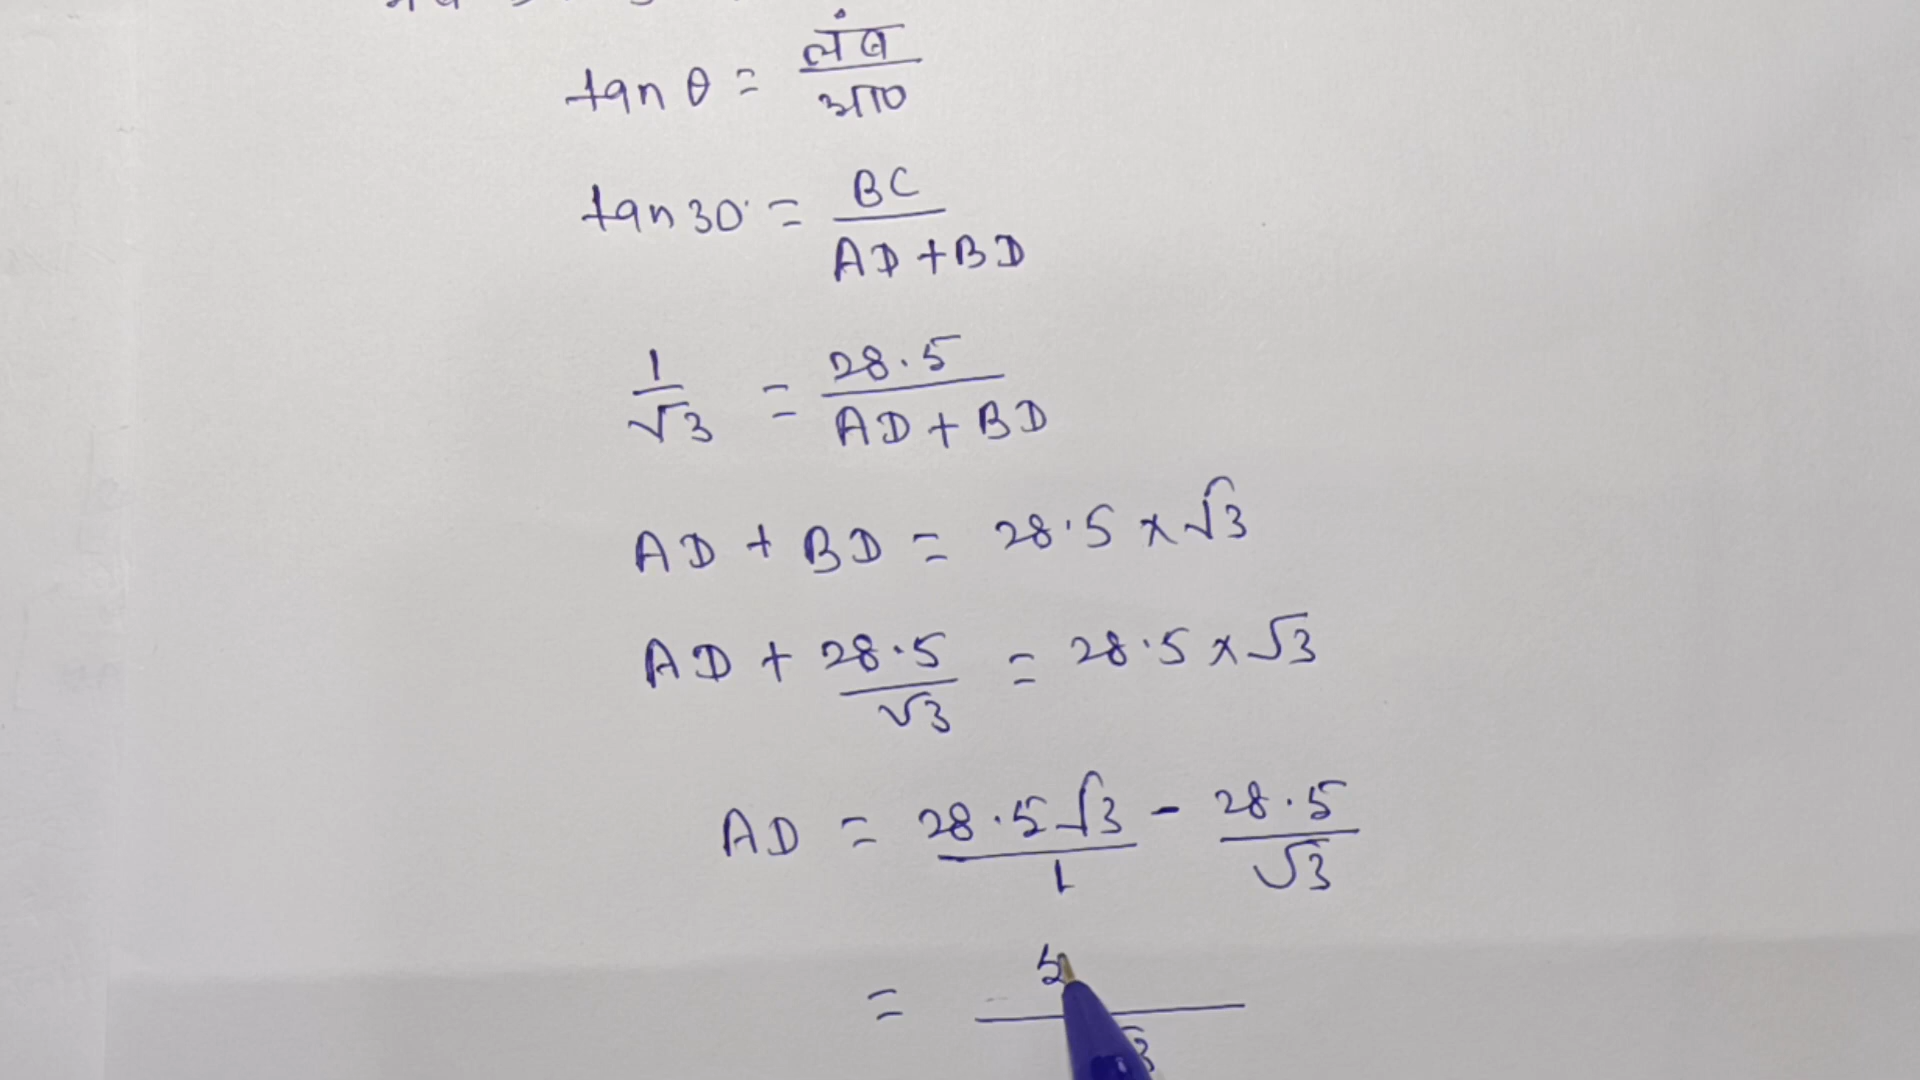 tan θ = लंब / आ०
tan 30° = BC / AD + BD
1/√3 = 28.5 / AD + BD
AD + BD = 28.5 × √3
AD + 28.5/√3 = 28.5 × √3
AD = 28.5√3/1 - 28.5/√3
=